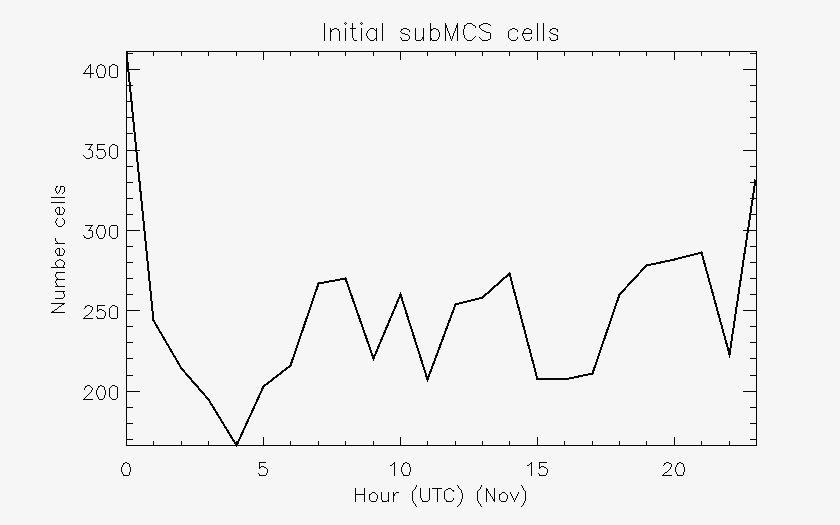 Initial subMCS cells
400
350
300
250
200
Number cells
0 5 10 15 20
Hour (UTC) (Nov)